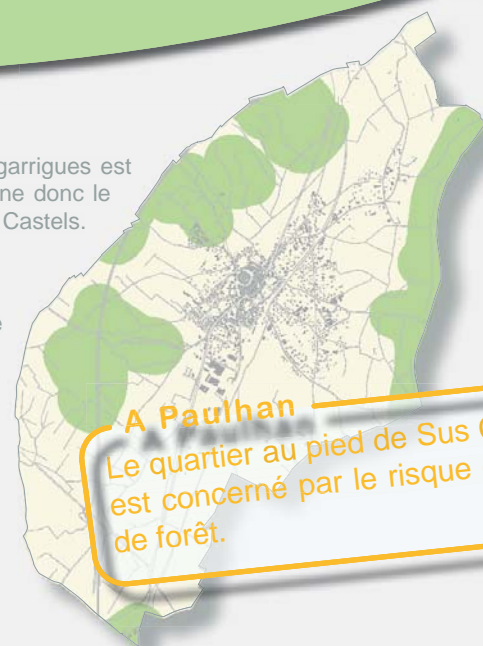 garrigues est
ne donc le
Castels.
A Paulhan
Le quartier au pied de Sus
est concerné par le risque
de forêt.